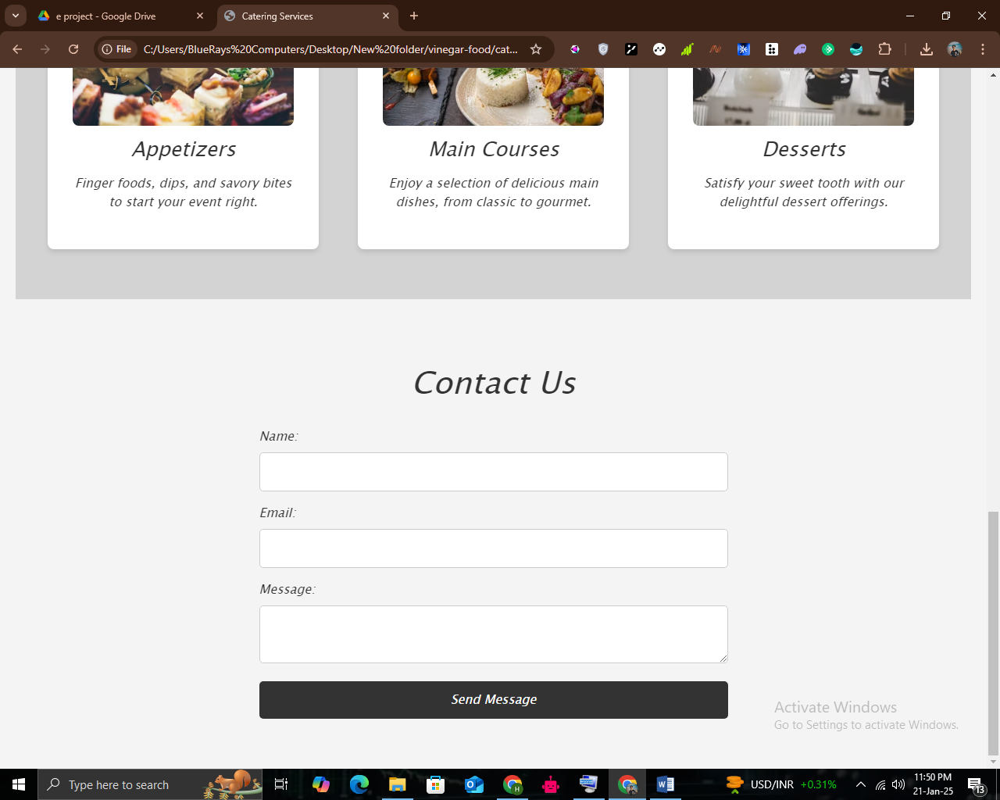 e project - Google Drive
Catering Services
File
C:/Users/BlueRays%20Computers/Desktop/New%20folder/vinegar-food/cat...
Appetizers
Finger foods, dips, and savory bites
to start your event right.
Main Courses
Enjoy a selection of delicious main
dishes, from classic to gourmet.
Desserts
Satisfy your sweet tooth with our
delightful dessert offerings.
Contact Us
Name:
Email:
Message:
Send Message
Activate Windows
Go to Settings to activate Windows.
Type here to search
H
W
USD/INR +0.31%
11:50 PM
21-Jan-25
13